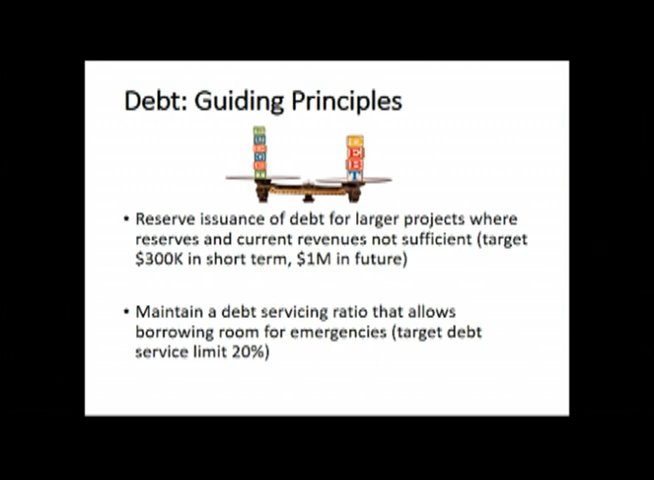 Debt: Guiding Principles
DEBT
• Reserve issuance of debt for larger projects where
reserves and current revenues not sufficient (target
$300K in short term, $1M in future)
• Maintain a debt servicing ratio that allows
borrowing room for emergencies (target debt
service limit 20%)